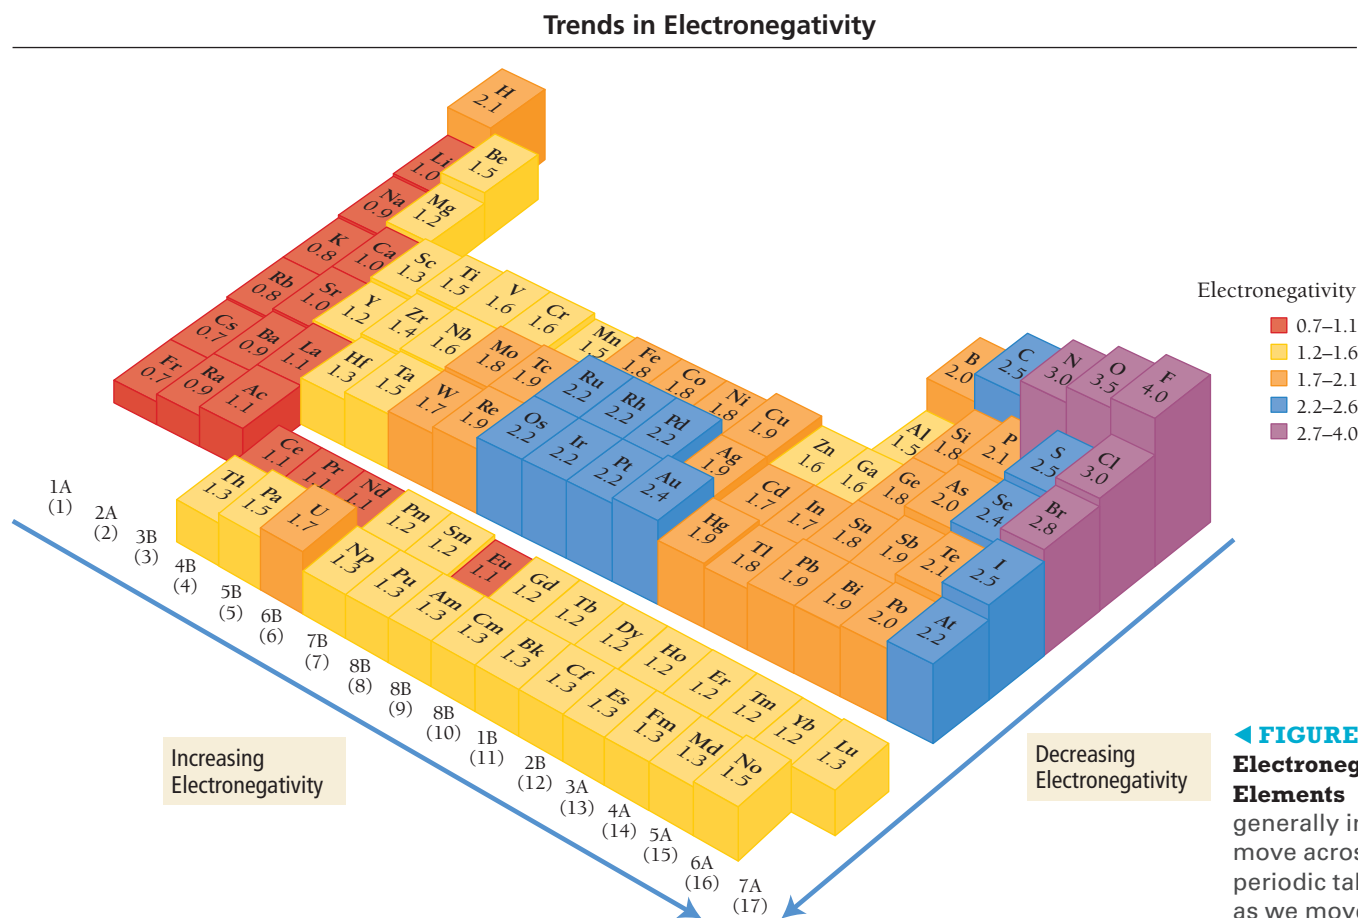 Trends in Electronegativity
H
2.1
Li
1.0
Be
1.5
Na
0.9
Mg
1.2
K
0.8
Ca
1.0
Sc
1.3
Ti
1.5
V
1.6
Cr
1.6
Mn
1.5
Fe
1.8
Co
1.8
Ni
1.8
Cu
1.9
Zn
1.6
Ga
1.6
Ge
1.8
As
2.0
Se
2.4
Br
2.8
B
2.0
C
2.5
N
3.0
O
3.5
F
4.0
Al
1.5
Si
1.8
P
2.1
S
2.5
Cl
3.0
Rb
0.8
Sr
1.0
Y
1.2
Zr
1.4
Nb
1.6
Mo
1.8
Tc
1.9
Ru
2.2
Rh
2.2
Pd
2.2
Ag
1.9
Cd
1.7
In
1.7
Sn
1.8
Sb
1.9
Te
2.1
I
2.5
Cs
0.7
Ba
0.9
La
1.1
Hf
1.3
Ta
1.5
W
1.7
Re
1.9
Os
2.2
Ir
2.2
Pt
2.2
Au
2.4
Hg
1.9
Tl
1.8
Pb
1.9
Bi
1.9
Po
2.0
At
2.2
Fr
0.7
Ra
0.9
Ac
1.1
Ce
1.1
Pr
1.1
Nd
1.1
Pm
1.2
Sm
1.2
Eu
1.1
Gd
1.2
Tb
1.2
Dy
1.2
Ho
1.2
Er
1.2
Tm
1.2
Yb
1.2
Lu
1.3
Th
1.3
Pa
1.5
U
1.7
Np
1.3
Pu
1.3
Am
1.3
Cm
1.3
Bk
1.3
Cf
1.3
Es
1.3
Fm
1.3
Md
1.3
No
1.5
Electronegativity
0.7–1.1
1.2–1.6
1.7–2.1
2.2–2.6
2.7–4.0
1A
(1)
2A
(2)
3B
(3)
4B
(4)
5B
(5)
6B
(6)
7B
(7)
8B
(8)
8B
(9)
8B
(10)
1B
(11)
2B
(12)
3A
(13)
4A
(14)
5A
(15)
6A
(16)
7A
(17)
Increasing
Electronegativity
Decreasing
Electronegativity
◀ FIGURE
Electroneg
Elements
generally in
move acros
periodic tal
as we move